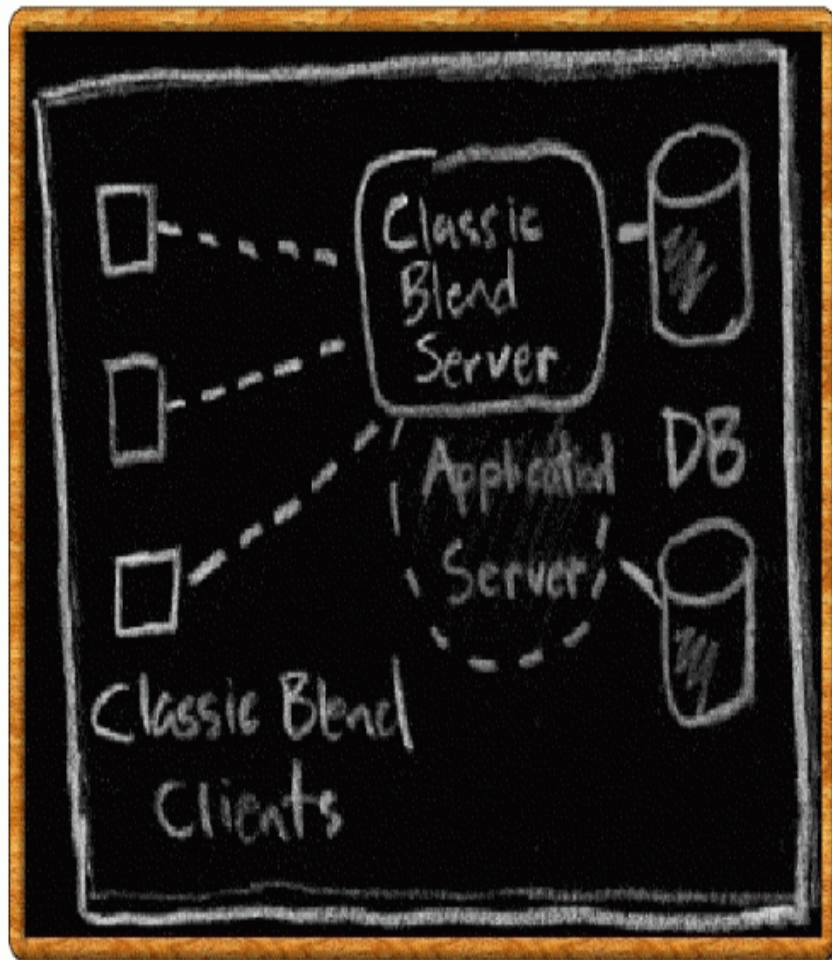 Classic
Blend
Server
Application
Server
DB
Classic Blend
Clients